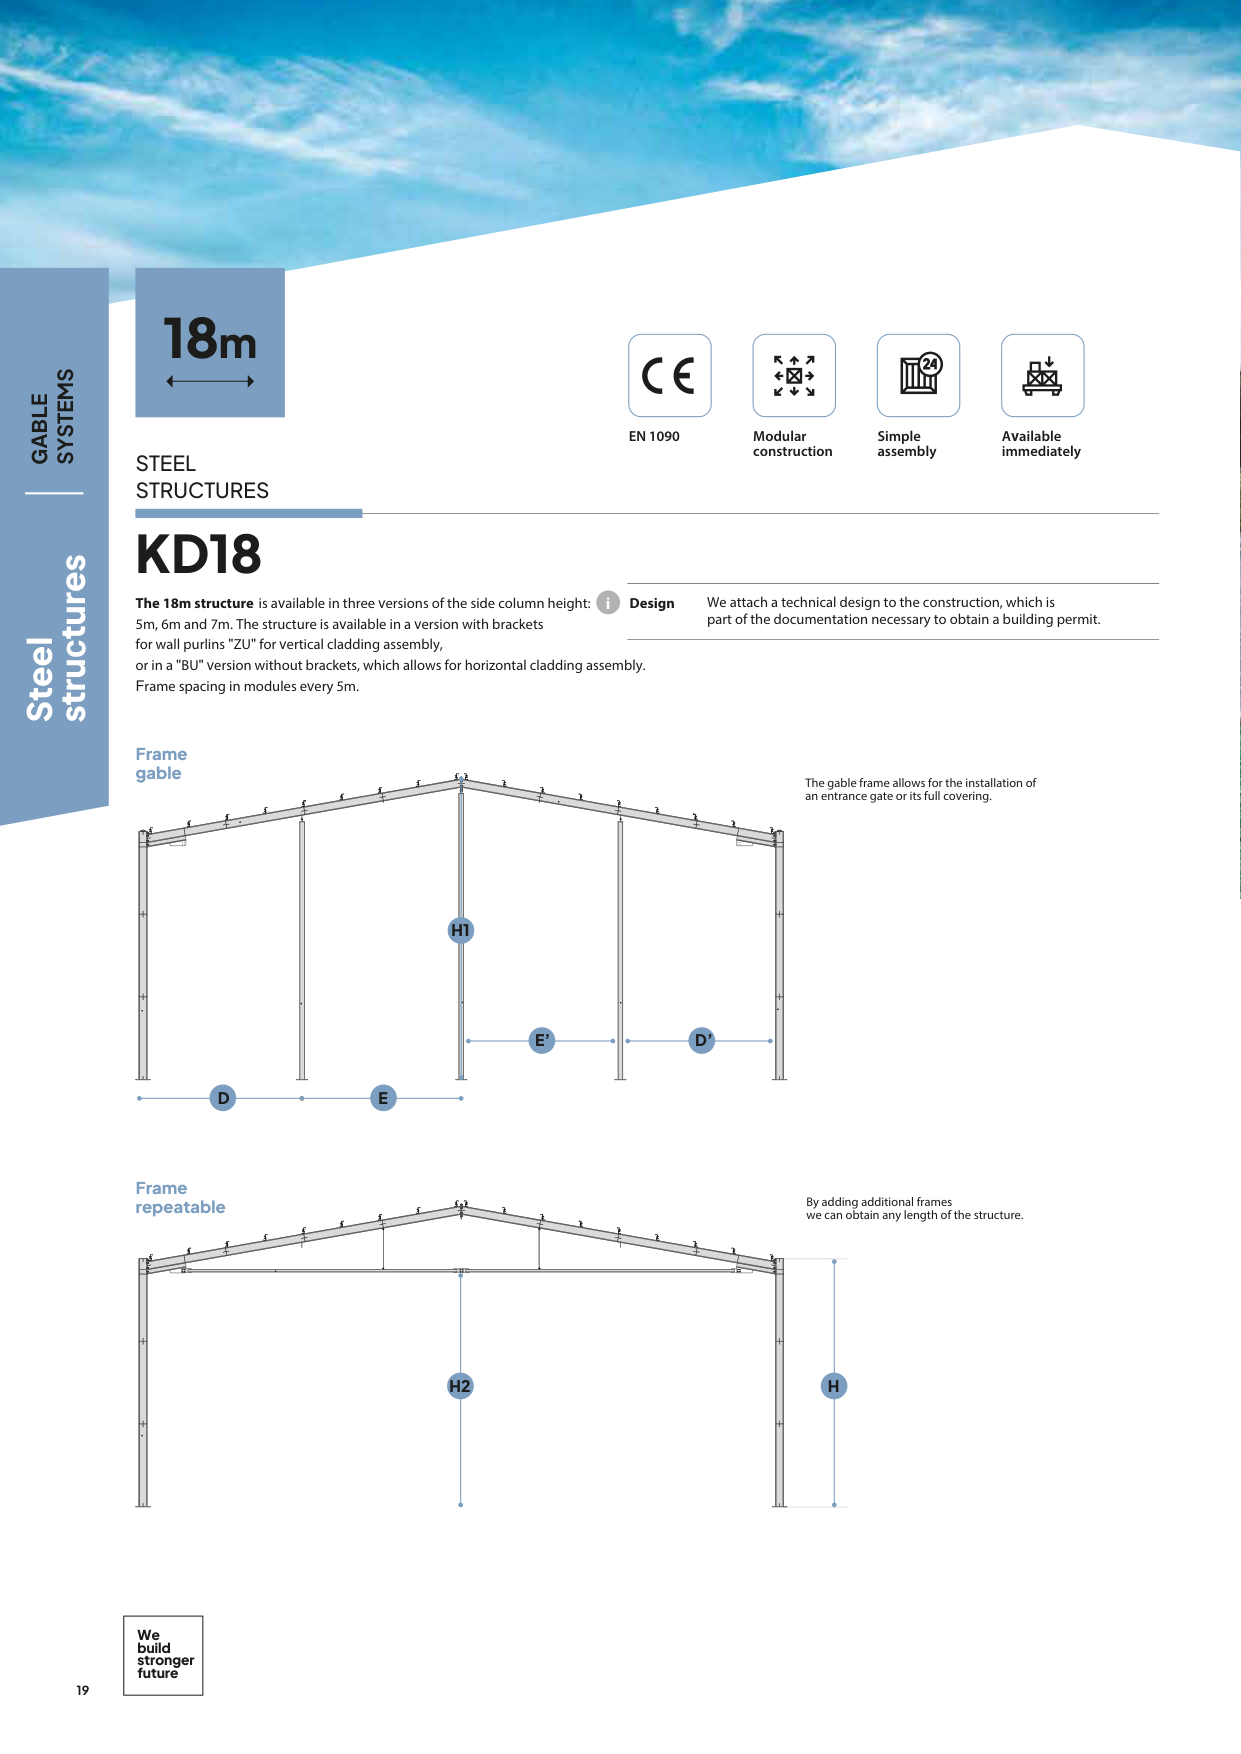 GABLE
SYSTEMS
Steel
structures
18m
EN 1090
Modular
construction
24
Simple
assembly
Available
immediately
STEEL
STRUCTURES
KD18
The 18m structure is available in three versions of the side column height:
5m, 6m and 7m. The structure is available in a version with brackets
for wall purlins "ZU" for vertical cladding assembly,
or in a "BU" version without brackets, which allows for horizontal cladding assembly.
Frame spacing in modules every 5m.
i
Design
We attach a technical design to the construction, which is
part of the documentation necessary to obtain a building permit.
Frame
gable
The gable frame allows for the installation of
an entrance gate or its full covering.
H1
E’
D’
D
E
Frame
repeatable
By adding additional frames
we can obtain any length of the structure.
H2
H
We
build
stronger
future
19